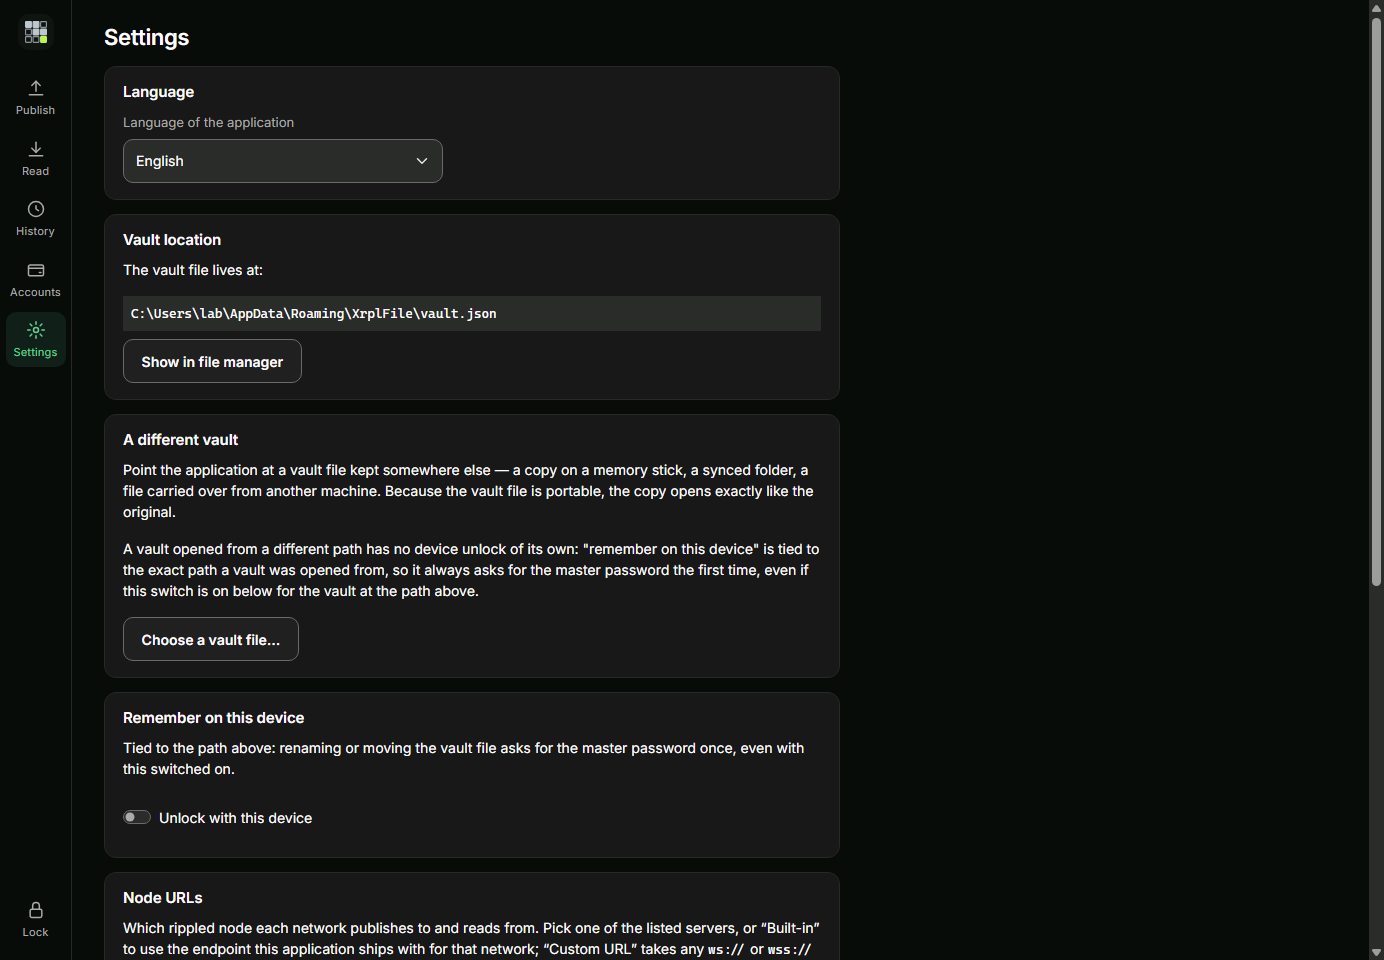 Settings
Publish
Read
History
Accounts
Settings
Lock
Language
Language of the application
English
Vault location
The vault file lives at:
C:\Users\lab\AppData\Roaming\XrplFile\vault.json
Show in file manager
A different vault
Point the application at a vault file kept somewhere else — a copy on a memory stick, a synced folder, a
file carried over from another machine. Because the vault file is portable, the copy opens exactly like the
original.
A vault opened from a different path has no device unlock of its own: "remember on this device" is tied to
the exact path a vault was opened from, so it always asks for the master password the first time, even if
this switch is on below for the vault at the path above.
Choose a vault file...
Remember on this device
Tied to the path above: renaming or moving the vault file asks for the master password once, even with
this switched on.
Unlock with this device
Node URLs
Which rippled node each network publishes to and reads from. Pick one of the listed servers, or “Built-in”
to use the endpoint this application ships with for that network; “Custom URL” takes any ws:// or wss://